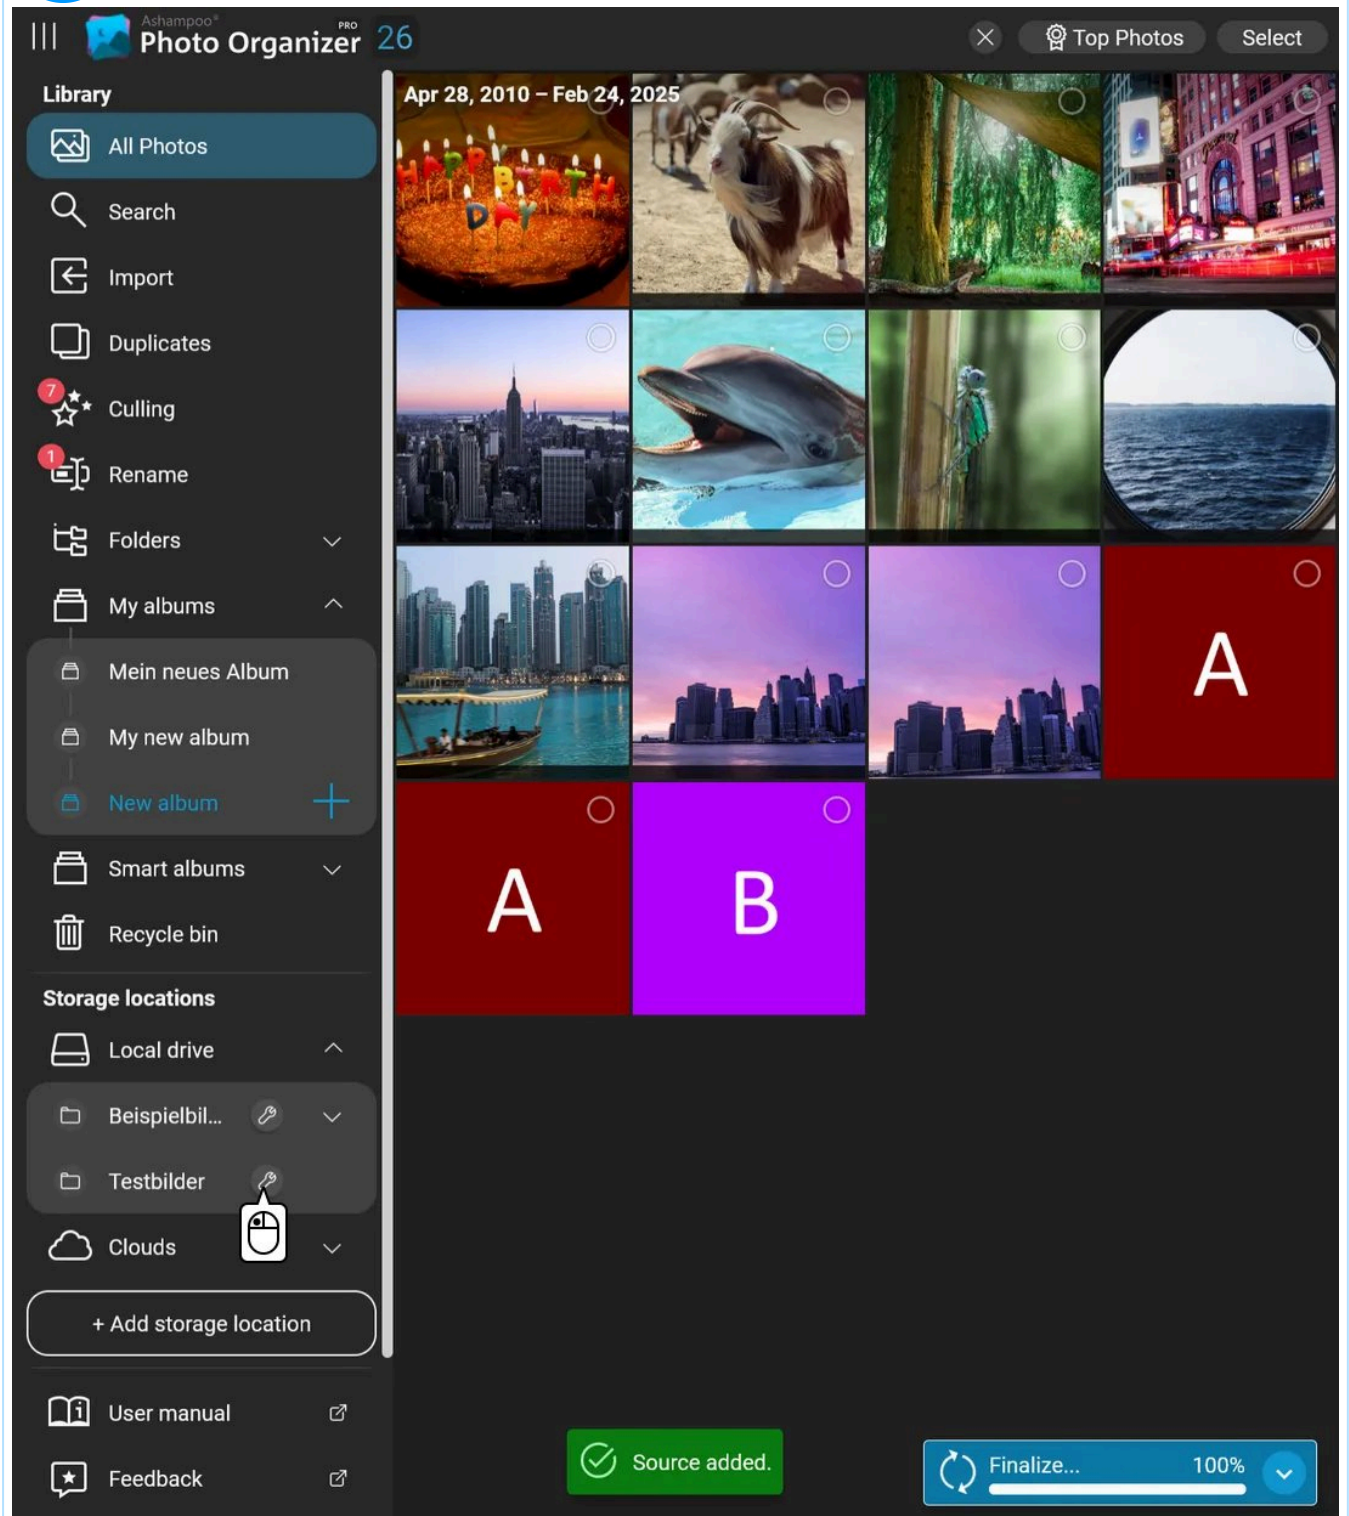 Ashampoo®
Photo Organizer PRO 26
Top Photos
Select
Library
All Photos
Search
Import
Duplicates
7
Culling
1
Rename
Folders
My albums
Mein neues Album
My new album
New album
Smart albums
Recycle bin
Storage locations
Local drive
Beispielbil...
Testbilder
Clouds
+ Add storage location
User manual
Feedback
Apr 28, 2010 – Feb 24, 2025
HAPPY BIRTH
DAY
A
A
B
Source added.
Finalize... 100%